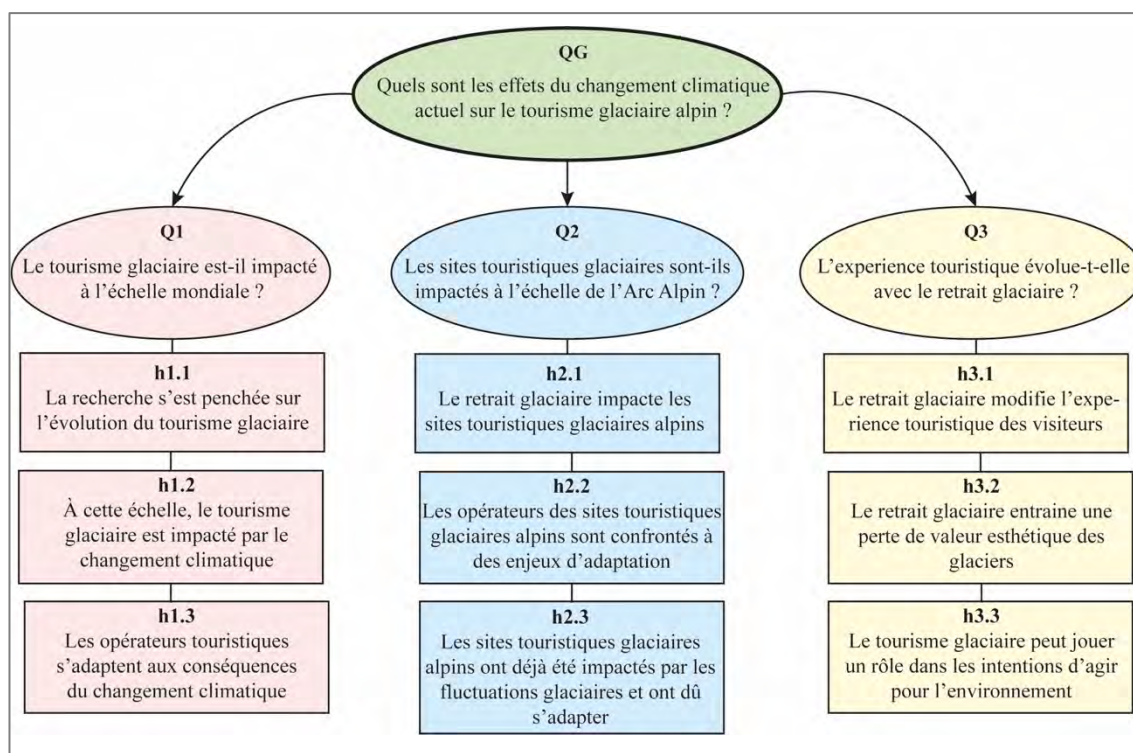 QG
Quels sont les effets du changement climatique
actuel sur le tourisme glaciaire alpin ?
Q1
Le tourisme glaciaire est-il impacté
à l’échelle mondiale ?
h1.1
La recherche s’est penchée sur
l’évolution du tourisme glaciaire
h1.2
À cette échelle, le tourisme
glaciaire est impacté par le
changement climatique
h1.3
Les opérateurs touristiques
s’adaptent aux conséquences
du changement climatique
Q2
Les sites touristiques glaciaires sont-ils
impactés à l’échelle de l’Arc Alpin ?
h2.1
Le retrait glaciaire impacte les
sites touristiques glaciaires alpins
h2.2
Les opérateurs des sites touristiques
glaciaires alpins sont confrontés à
des enjeux d’adaptation
h2.3
Les sites touristiques glaciaires
alpins ont déjà été impactés par les
fluctuations glaciaires et ont dû
s’adapter
Q3
L’experience touristique évolue-t-elle
avec le retrait glaciaire ?
h3.1
Le retrait glaciaire modifie l’expe-
rience touristique des visiteurs
h3.2
Le retrait glaciaire entraine une
perte de valeur esthétique des
glaciers
h3.3
Le tourisme glaciaire peut jouer
un rôle dans les intentions d’agir
pour l’environnement